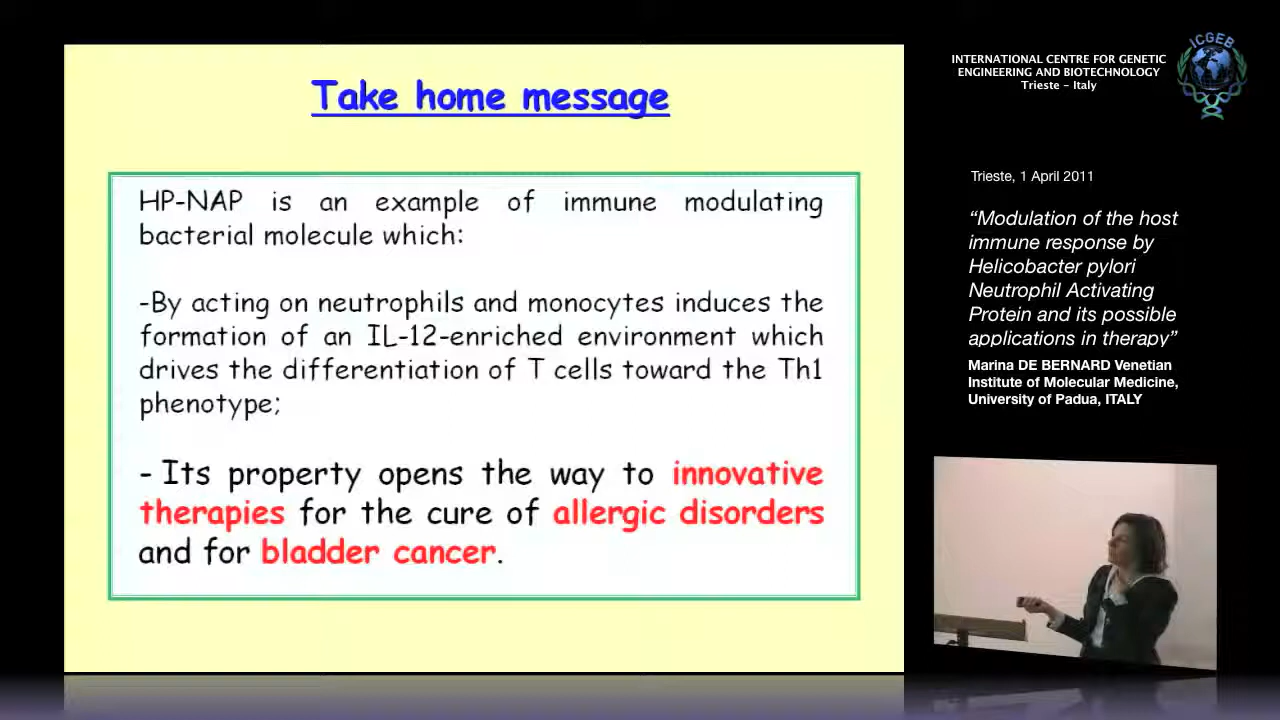 Take home message
HP-NAP is an example of immune modulating
bacterial molecule which:
-By acting on neutrophils and monocytes induces the
formation of an IL-12-enriched environment which
drives the differentiation of T cells toward the Th1
phenotype;
- Its property opens the way to innovative
therapies for the cure of allergic disorders
and for bladder cancer.
INTERNATIONAL CENTRE FOR GENETIC
ENGINEERING AND BIOTECHNOLOGY
Trieste - Italy
ICGEB
Trieste, 1 April 2011
“Modulation of the host
immune response by
Helicobacter pylori
Neutrophil Activating
Protein and its possible
applications in therapy”
Marina DE BERNARD Venetian
Institute of Molecular Medicine,
University of Padua, ITALY